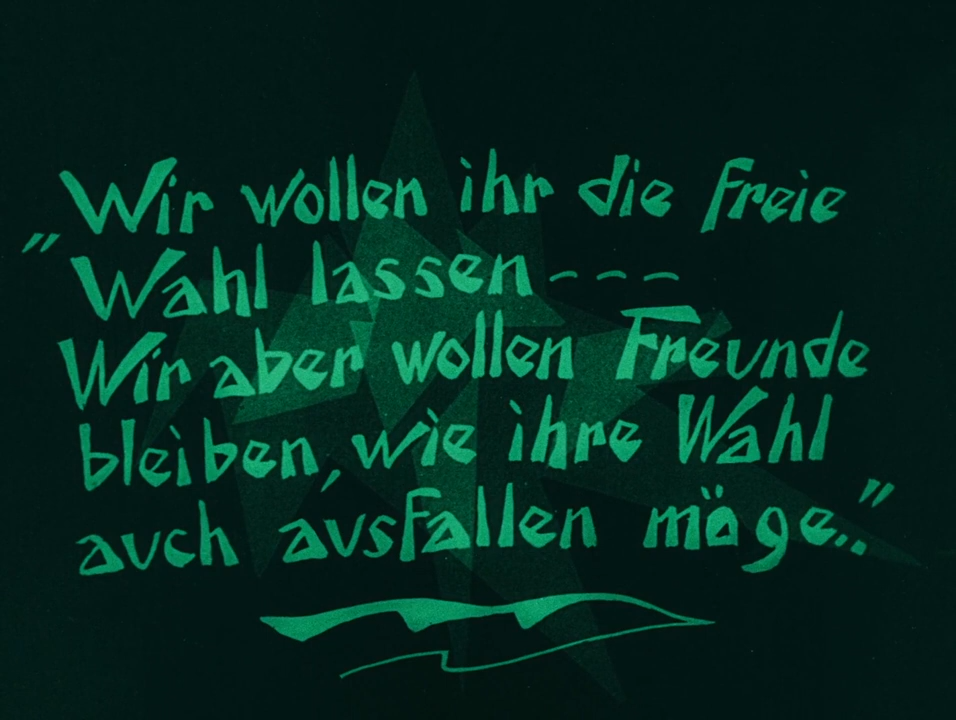 „Wir wollen ihr die freie
Wahl lassen - - -
Wir aber wollen Freunde
bleiben, wie ihre Wahl
auch ausfallen möge.."